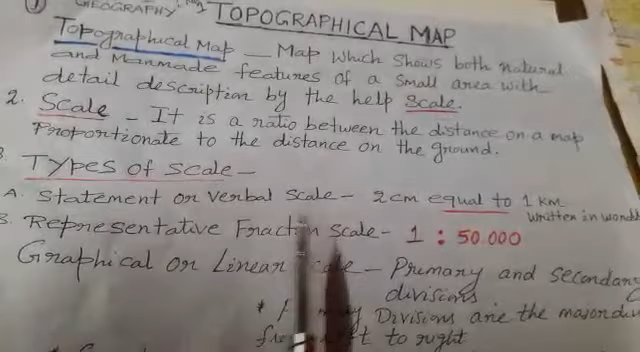 ① GEOGRAPHY
TOPOGRAPHICAL MAP
Topographical Map — Map which shows both natural
and Manmade features of a small area with
detail description by the help Scale.
2. Scale – It is a ratio between the distance on a map
Proportionate to the distance on the ground.
3. Types of scale –
A. Statement or verbal scale – 2cm equal to 1 KM
written in words
B. Representative Fraction Scale – 1 : 50.000
Graphical or Linear Scale – Primary and secondary
divisions
* Divisions are the major
to right